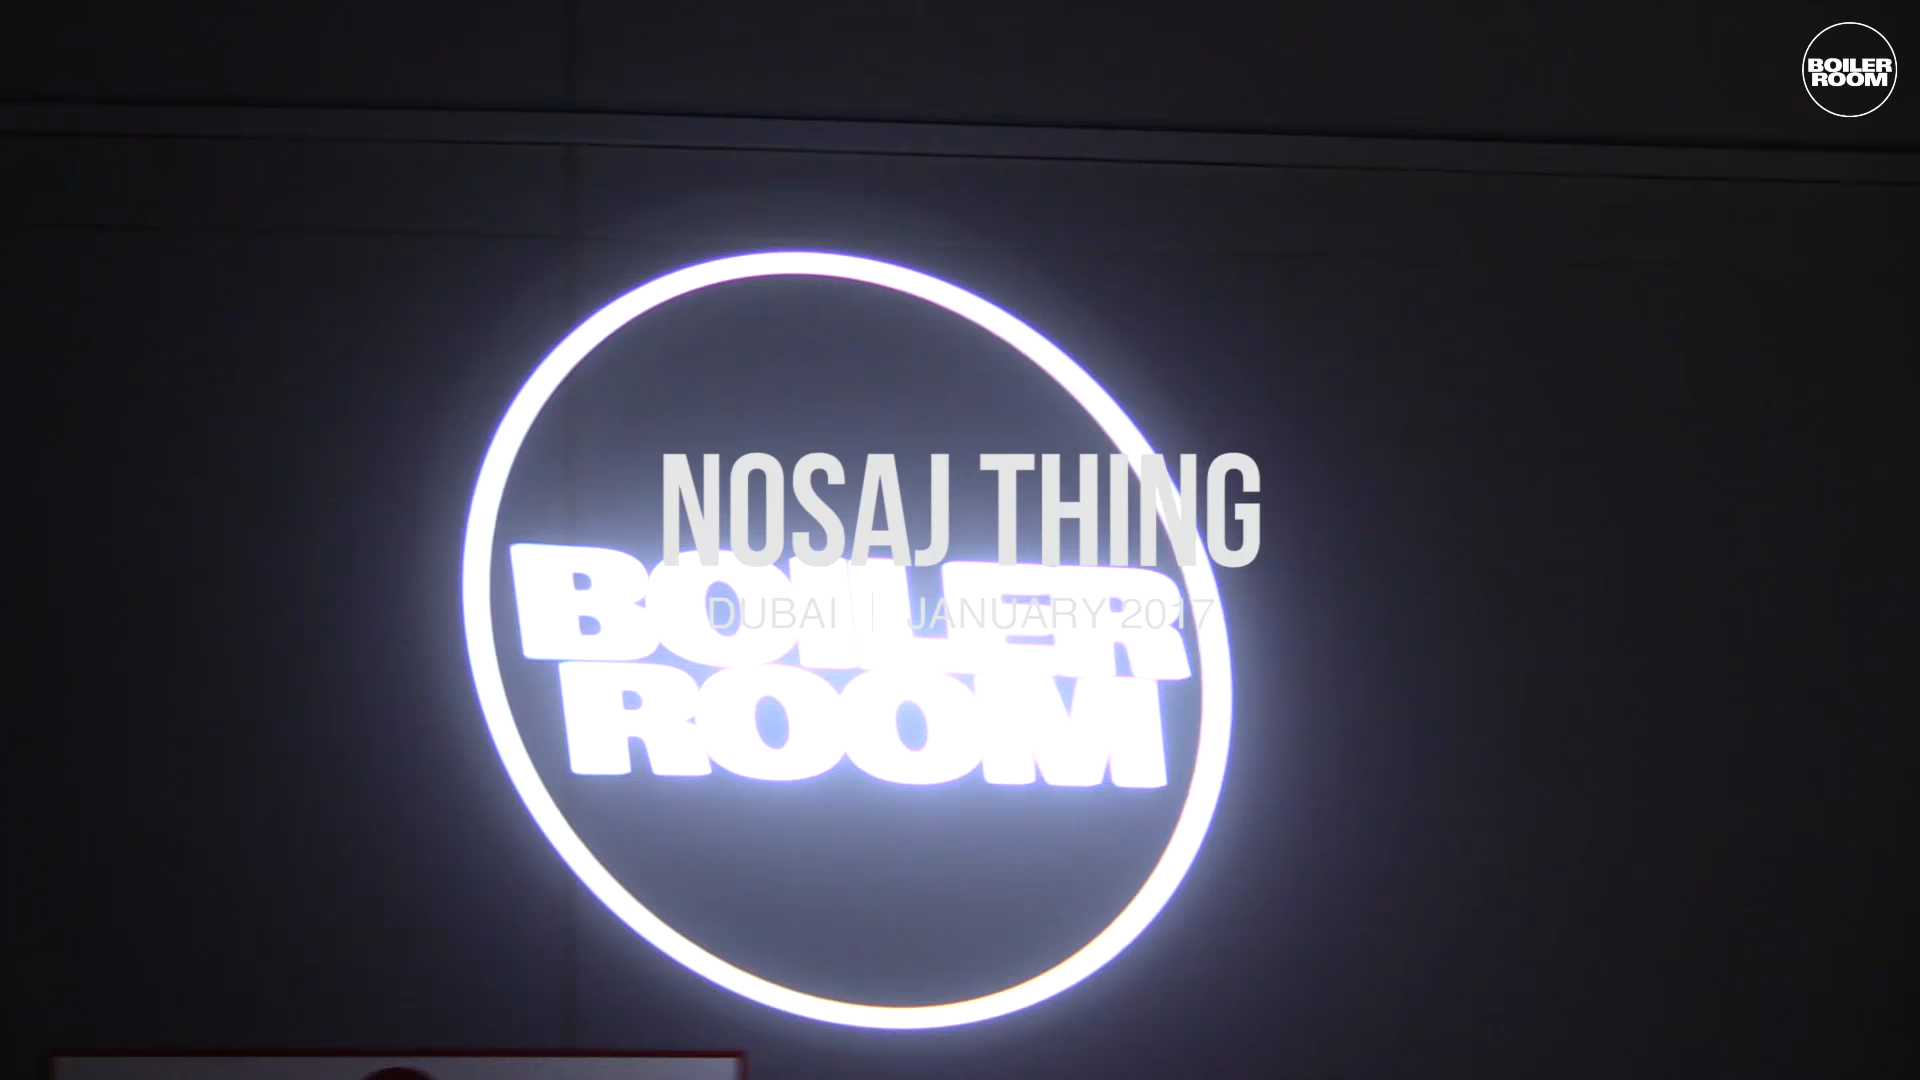 BOILER
ROOM
NOSAJ THING
DUBAI | JANUARY 2017
BOILER
ROOM